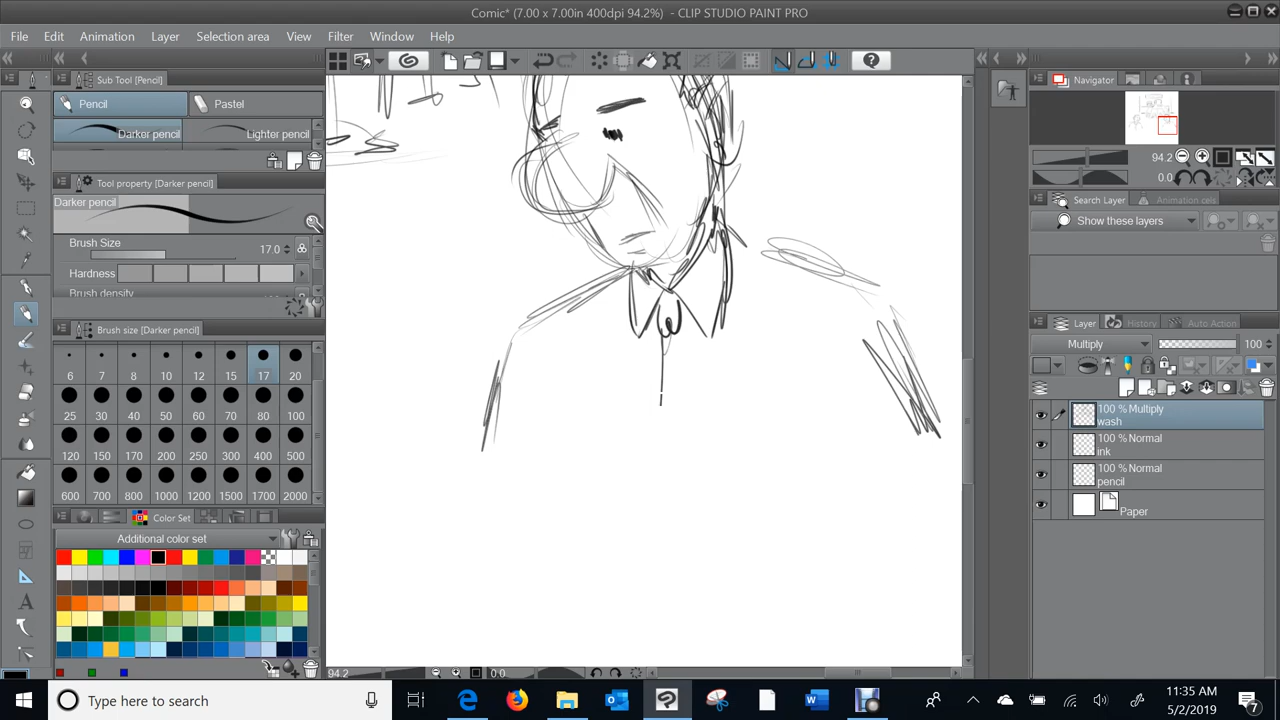 Comic* (7.00 x 7.00in 400dpi 94.2%) - CLIP STUDIO PAINT PRO
File Edit Animation Layer Selection area View Filter Window Help
Sub Tool [Pencil]
Pencil Pastel
Darker pencil Lighter pencil
Tool property [Darker pencil]
Darker pencil
Brush Size 17.0
Hardness
Brush density
Brush size [Darker pencil]
6 7 8 10 12 15 17 20
25 30 40 50 60 70 80 100
120 150 170 200 250 300 400 500
600 700 800 1000 1200 1500 1700 2000
Color Set
Additional color set
94.2 0.0
Navigator
94.2
0.0
Search Layer Animation cels
Show these layers
Layer History Auto Action
Multiply 100
100 % Multiply
wash
100 % Normal
ink
100 % Normal
pencil
Paper
Type here to search
11:35 AM
5/2/2019
7